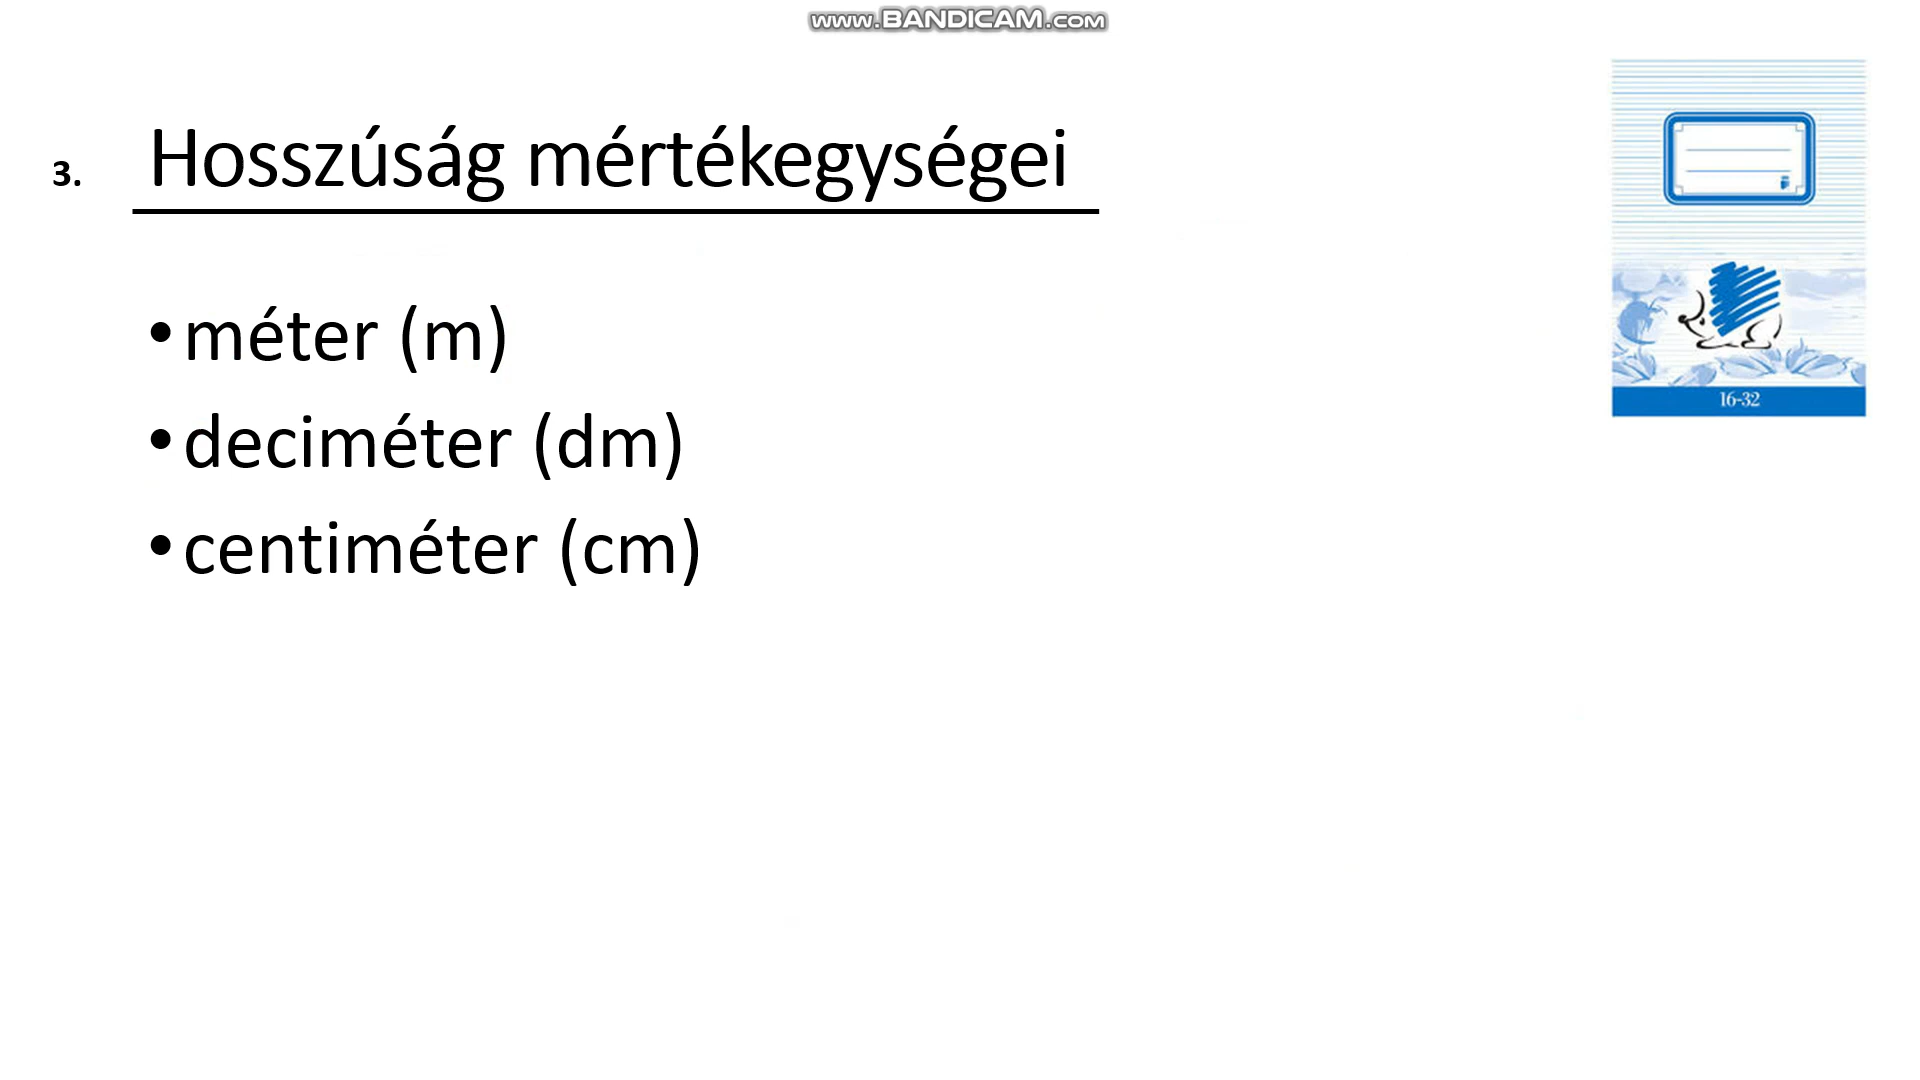 www.BANDICAM.com
3. Hosszúság mértékegységei
•méter (m)
•deciméter (dm)
•centiméter (cm)
16-32